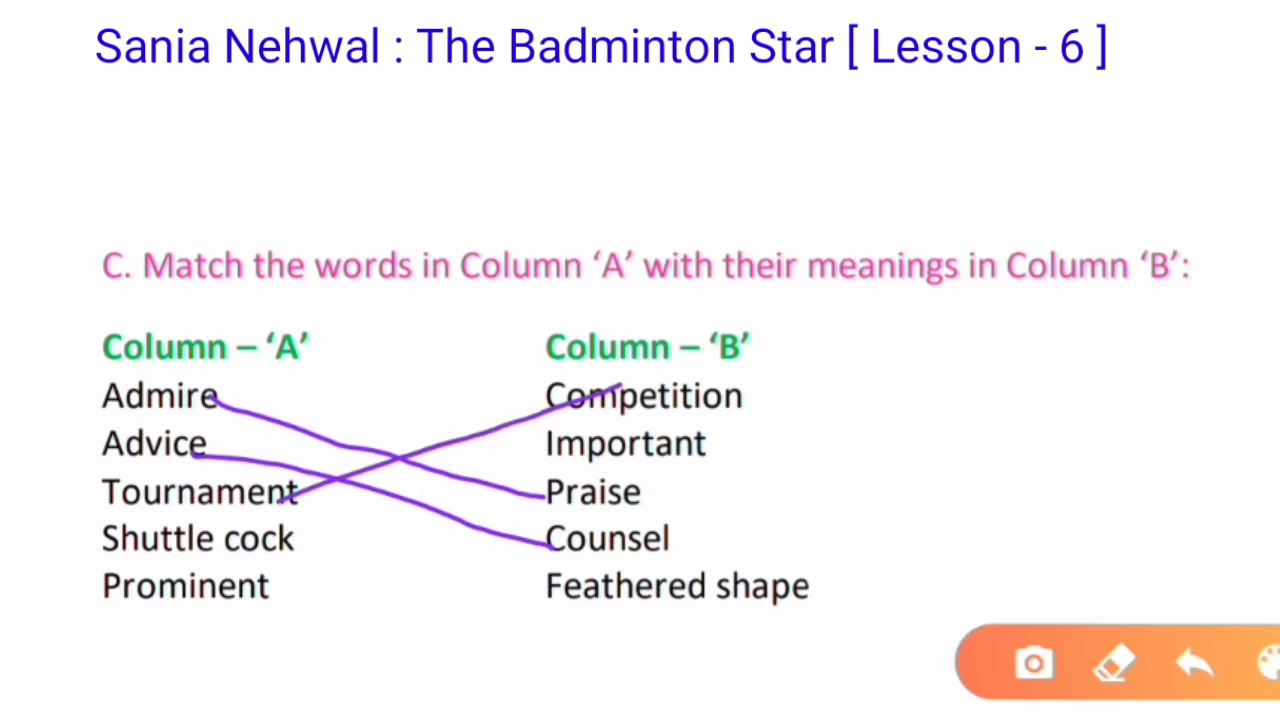 Sania Nehwal : The Badminton Star [ Lesson - 6 ]
C. Match the words in Column ‘A’ with their meanings in Column ‘B’:
Column – ‘A’ Column – ‘B’
Admire Competition
Advice Important
Tournament Praise
Shuttle cock Counsel
Prominent Feathered shape